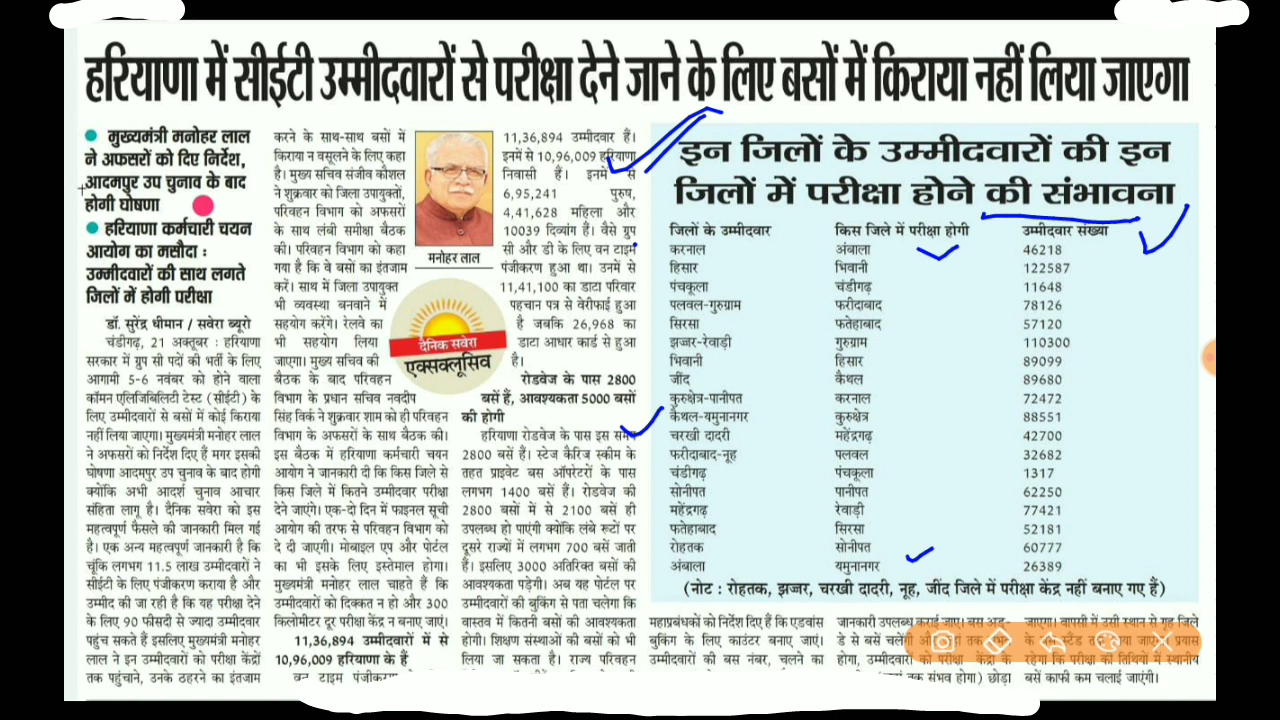 हरियाणा में सीईटी उम्मीदवारों से परीक्षा देने जाने के लिए बसों में किराया नहीं लिया जाएगा
मुख्यमंत्री मनोहर लाल
ने अफसरों को दिए निर्देश,
आदमपुर उप चुनाव के बाद
होगी घोषणा
हरियाणा कर्मचारी चयन
आयोग का मसौदा :
उम्मीदवारों की साथ लगते
जिलों में होगी परीक्षा
डॉ. सुरेंद्र धीमान / सवेरा ब्यूरो
चंडीगढ़, 21 अक्तूबर : हरियाणा
सरकार में ग्रुप सी पदों की भर्ती के लिए
आगामी 5-6 नवंबर को होने वाला
कॉमन एलिजिबिलिटी टेस्ट (सीईटी) के
लिए उम्मीदवारों से बसों में कोई किराया
नहीं लिया जाएगा। मुख्यमंत्री मनोहर लाल
ने अफसरों को निर्देश दिए हैं मगर इसकी
घोषणा आदमपुर उप चुनाव के बाद होगी
क्योंकि अभी आदर्श चुनाव आचार
संहिता लागू है। दैनिक सवेरा को इस
महत्वपूर्ण फैसले की जानकारी मिल गई
है। एक अन्य महत्वपूर्ण जानकारी है कि
चूंकि लगभग 11.5 लाख उम्मीदवारों ने
सीईटी के लिए पंजीकरण कराया है और
उम्मीद की जा रही है कि यह परीक्षा देने
के लिए 90 फीसदी से ज्यादा उम्मीदवार
पहुंच सकते हैं इसलिए मुख्यमंत्री मनोहर
लाल ने इन उम्मीदवारों को परीक्षा केंद्रों
तक पहुंचाने, उनके ठहरने का इंतजाम
करने के साथ-साथ बसों में
किराया न वसूलने के लिए कहा
है। मुख्य सचिव संजीव कौशल
ने शुक्रवार को जिला उपायुक्तों,
परिवहन विभाग को अफसरों
के साथ लंबी समीक्षा बैठक
की। परिवहन विभाग को कहा
गया है कि वे बसों का इंतजाम
करें। साथ में जिला उपायुक्त
भी व्यवस्था बनवाने में
सहयोग करेंगे। रेलवे का
भी सहयोग लिया
जाएगा। मुख्य सचिव की
बैठक के बाद परिवहन
विभाग के प्रधान सचिव नवदीप
सिंह विर्क ने शुक्रवार शाम को ही परिवहन
विभाग के अफसरों के साथ बैठक की।
इस बैठक में हरियाणा कर्मचारी चयन
आयोग ने जानकारी दी कि किस जिले से
किस जिले में कितने उम्मीदवार परीक्षा
देने जाएंगे। एक-दो दिन में फाइनल सूची
आयोग की तरफ से परिवहन विभाग को
दे दी जाएगी। मोबाइल एप और पोर्टल
का भी इसके लिए इस्तेमाल होगा।
मुख्यमंत्री मनोहर लाल चाहते हैं कि
उम्मीदवारों को दिक्कत न हो और 300
किलोमीटर दूर परीक्षा केंद्र न बनाए जाएं।
11,36,894 उम्मीदवारों में से
10,96,009 हरियाणा के हैं
वन टाइम पंजीकरण
मनोहर लाल
दैनिक सवेरा
एक्सक्लूसिव
11,36,894 उम्मीदवार हैं।
इनमें से 10,96,009 हरियाणा
निवासी हैं। इनमें से
6,95,241 पुरुष,
4,41,628 महिला और
10039 दिव्यांग हैं। वैसे ग्रुप
सी और डी के लिए वन टाइम
पंजीकरण हुआ था। उनमें से
11,41,100 का डाटा परिवार
पहचान पत्र से वेरीफाई हुआ
है जबकि 26,968 का
डाटा आधार कार्ड से हुआ
है।
रोडवेज के पास 2800
बसें हैं, आवश्यकता 5000 बसों
की होगी
हरियाणा रोडवेज के पास इस समय
2800 बसें हैं। स्टेज कैरिज स्कीम के
तहत प्राइवेट बस ऑपरेटरों के पास
लगभग 1400 बसें हैं। रोडवेज की
2800 बसों में से 2100 बसें ही
उपलब्ध हो पाएंगी क्योंकि लंबे रूटों पर
दूसरे राज्यों में लगभग 700 बसें जाती
हैं। इसलिए 3000 अतिरिक्त बसों की
आवश्यकता पड़ेगी। अब यह पोर्टल पर
उम्मीदवारों की बुकिंग से पता चलेगा कि
वास्तव में कितनी बसों की आवश्यकता
होगी। शिक्षण संस्थाओं की बसों को भी
लिया जा सकता है। राज्य परिवहन
इन जिलों के उम्मीदवारों की इन
जिलों में परीक्षा होने की संभावना
जिलों के उम्मीदवार किस जिले में परीक्षा होगी उम्मीदवार संख्या
करनाल अंबाला 46218
हिसार भिवानी 122587
पंचकूला चंडीगढ़ 11648
पलवल-गुरुग्राम फरीदाबाद 78126
सिरसा फतेहाबाद 57120
झज्जर-रेवाड़ी गुरुग्राम 110300
भिवानी हिसार 89099
जींद कैथल 89680
कुरुक्षेत्र-पानीपत करनाल 72472
कैथल-यमुनानगर कुरुक्षेत्र 88551
चरखी दादरी महेंद्रगढ़ 42700
फरीदाबाद-नूह पलवल 32682
चंडीगढ़ पंचकूला 1317
सोनीपत पानीपत 62250
महेंद्रगढ़ रेवाड़ी 77421
फतेहाबाद सिरसा 52181
रोहतक सोनीपत 60777
अंबाला यमुनानगर 26389
(नोट : रोहतक, झज्जर, चरखी दादरी, नूह, जींद जिले में परीक्षा केंद्र नहीं बनाए गए हैं)
महाप्रबंधकों को निर्देश दिए हैं कि एडवांस
बुकिंग के लिए काउंटर बनाए जाएं।
उम्मीदवारों की बस नंबर, चलने का
जानकारी उपलब्ध कराई जाए। बस अड्
डे से बसें चलेंगी
होगा, उम्मीदवारों को परीक्षा केंद्रों के
तक संभव होगा) छोड़ा
जाएगा। वापसी में उसी स्थान से गृह जिले
के बस स्टैंड तक लाया जाएगा। प्रयास
रहेगा कि परीक्षा की तिथियों में स्थानीय
बसें काफी कम चलाई जाएंगी।